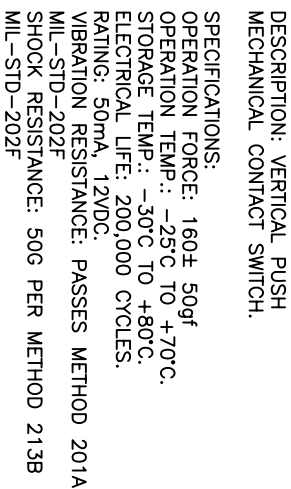 DESCRIPTION: VERTICAL PUSH
MECHANICAL CONTACT SWITCH.
SPECIFICATIONS:
OPERATION FORCE: 160± 50gf
OPERATION TEMP.: -25°C TO +70°C.
STORAGE TEMP.: -30°C TO +80°C.
ELECTRICAL LIFE: 200,000 CYCLES.
RATING: 50mA, 12VDC.
VIBRATION RESISTANCE: PASSES METHOD 201A
MIL-STD-202F
SHOCK RESISTANCE: 50G PER METHOD 213B
MIL-STD-202F